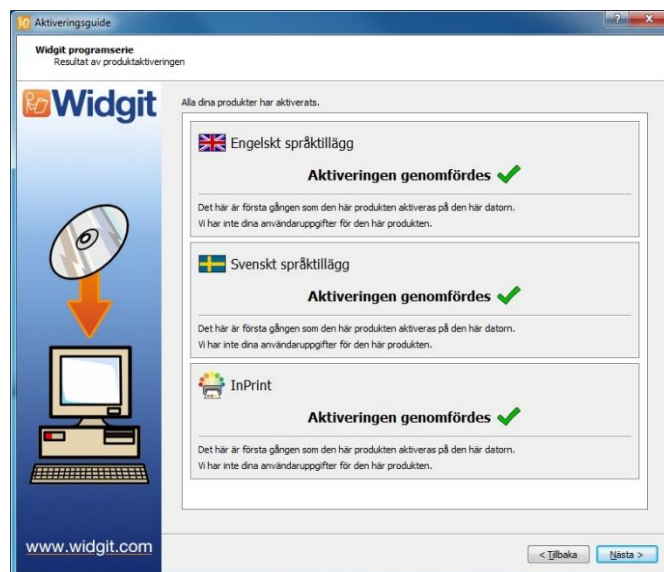 Aktiveringsguide
Widgit programserie
Resultat av produktaktiveringen
Widgit
Alla dina produkter har aktiverats.
Engelskt språktillägg
Aktiveringen genomfördes
Det här är första gången som den här produkten aktiveras på den här datorn.
Vi har inte dina användaruppgifter för den här produkten.
Svenskt språktillägg
Aktiveringen genomfördes
Det här är första gången som den här produkten aktiveras på den här datorn.
Vi har inte dina användaruppgifter för den här produkten.
InPrint
Aktiveringen genomfördes
Det här är första gången som den här produkten aktiveras på den här datorn.
Vi har inte dina användaruppgifter för den här produkten.
www.widgit.com
< Tillbaka
Nästa >